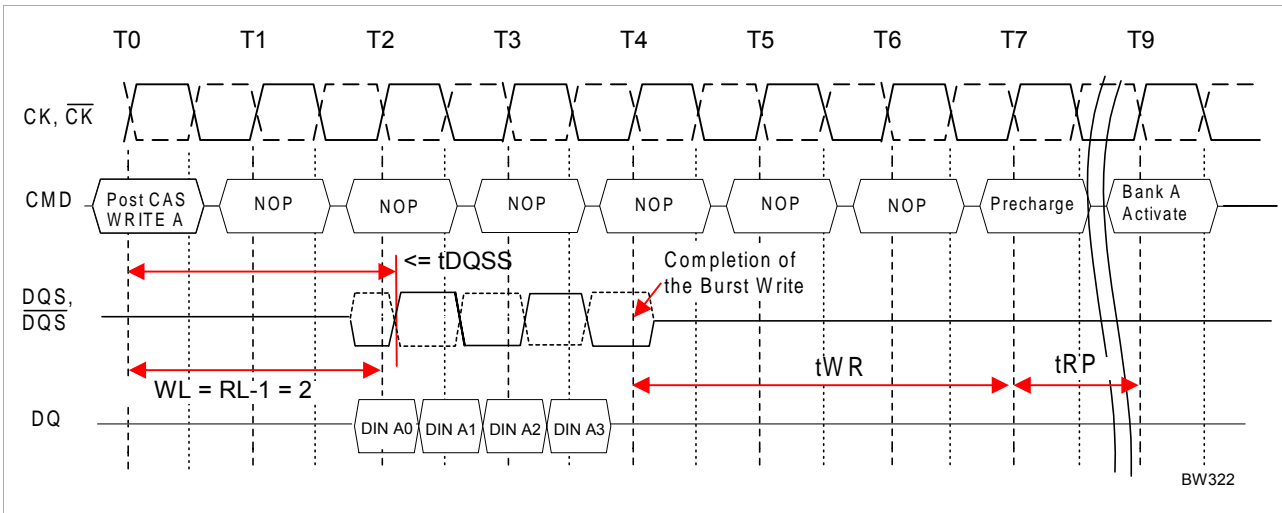 T0 T1 T2 T3 T4 T5 T6 T7 T9
CK, CK
CMD
Post CAS
WRITE A
NOP
NOP
NOP
NOP
NOP
NOP
Precharge
Bank A
Activate
<= tDQSS
Completion of
the Burst Write
DQS,
DQS
WL = RL-1 = 2
tWR
tRP
DQ
DIN A0
DIN A1
DIN A2
DIN A3
BW322